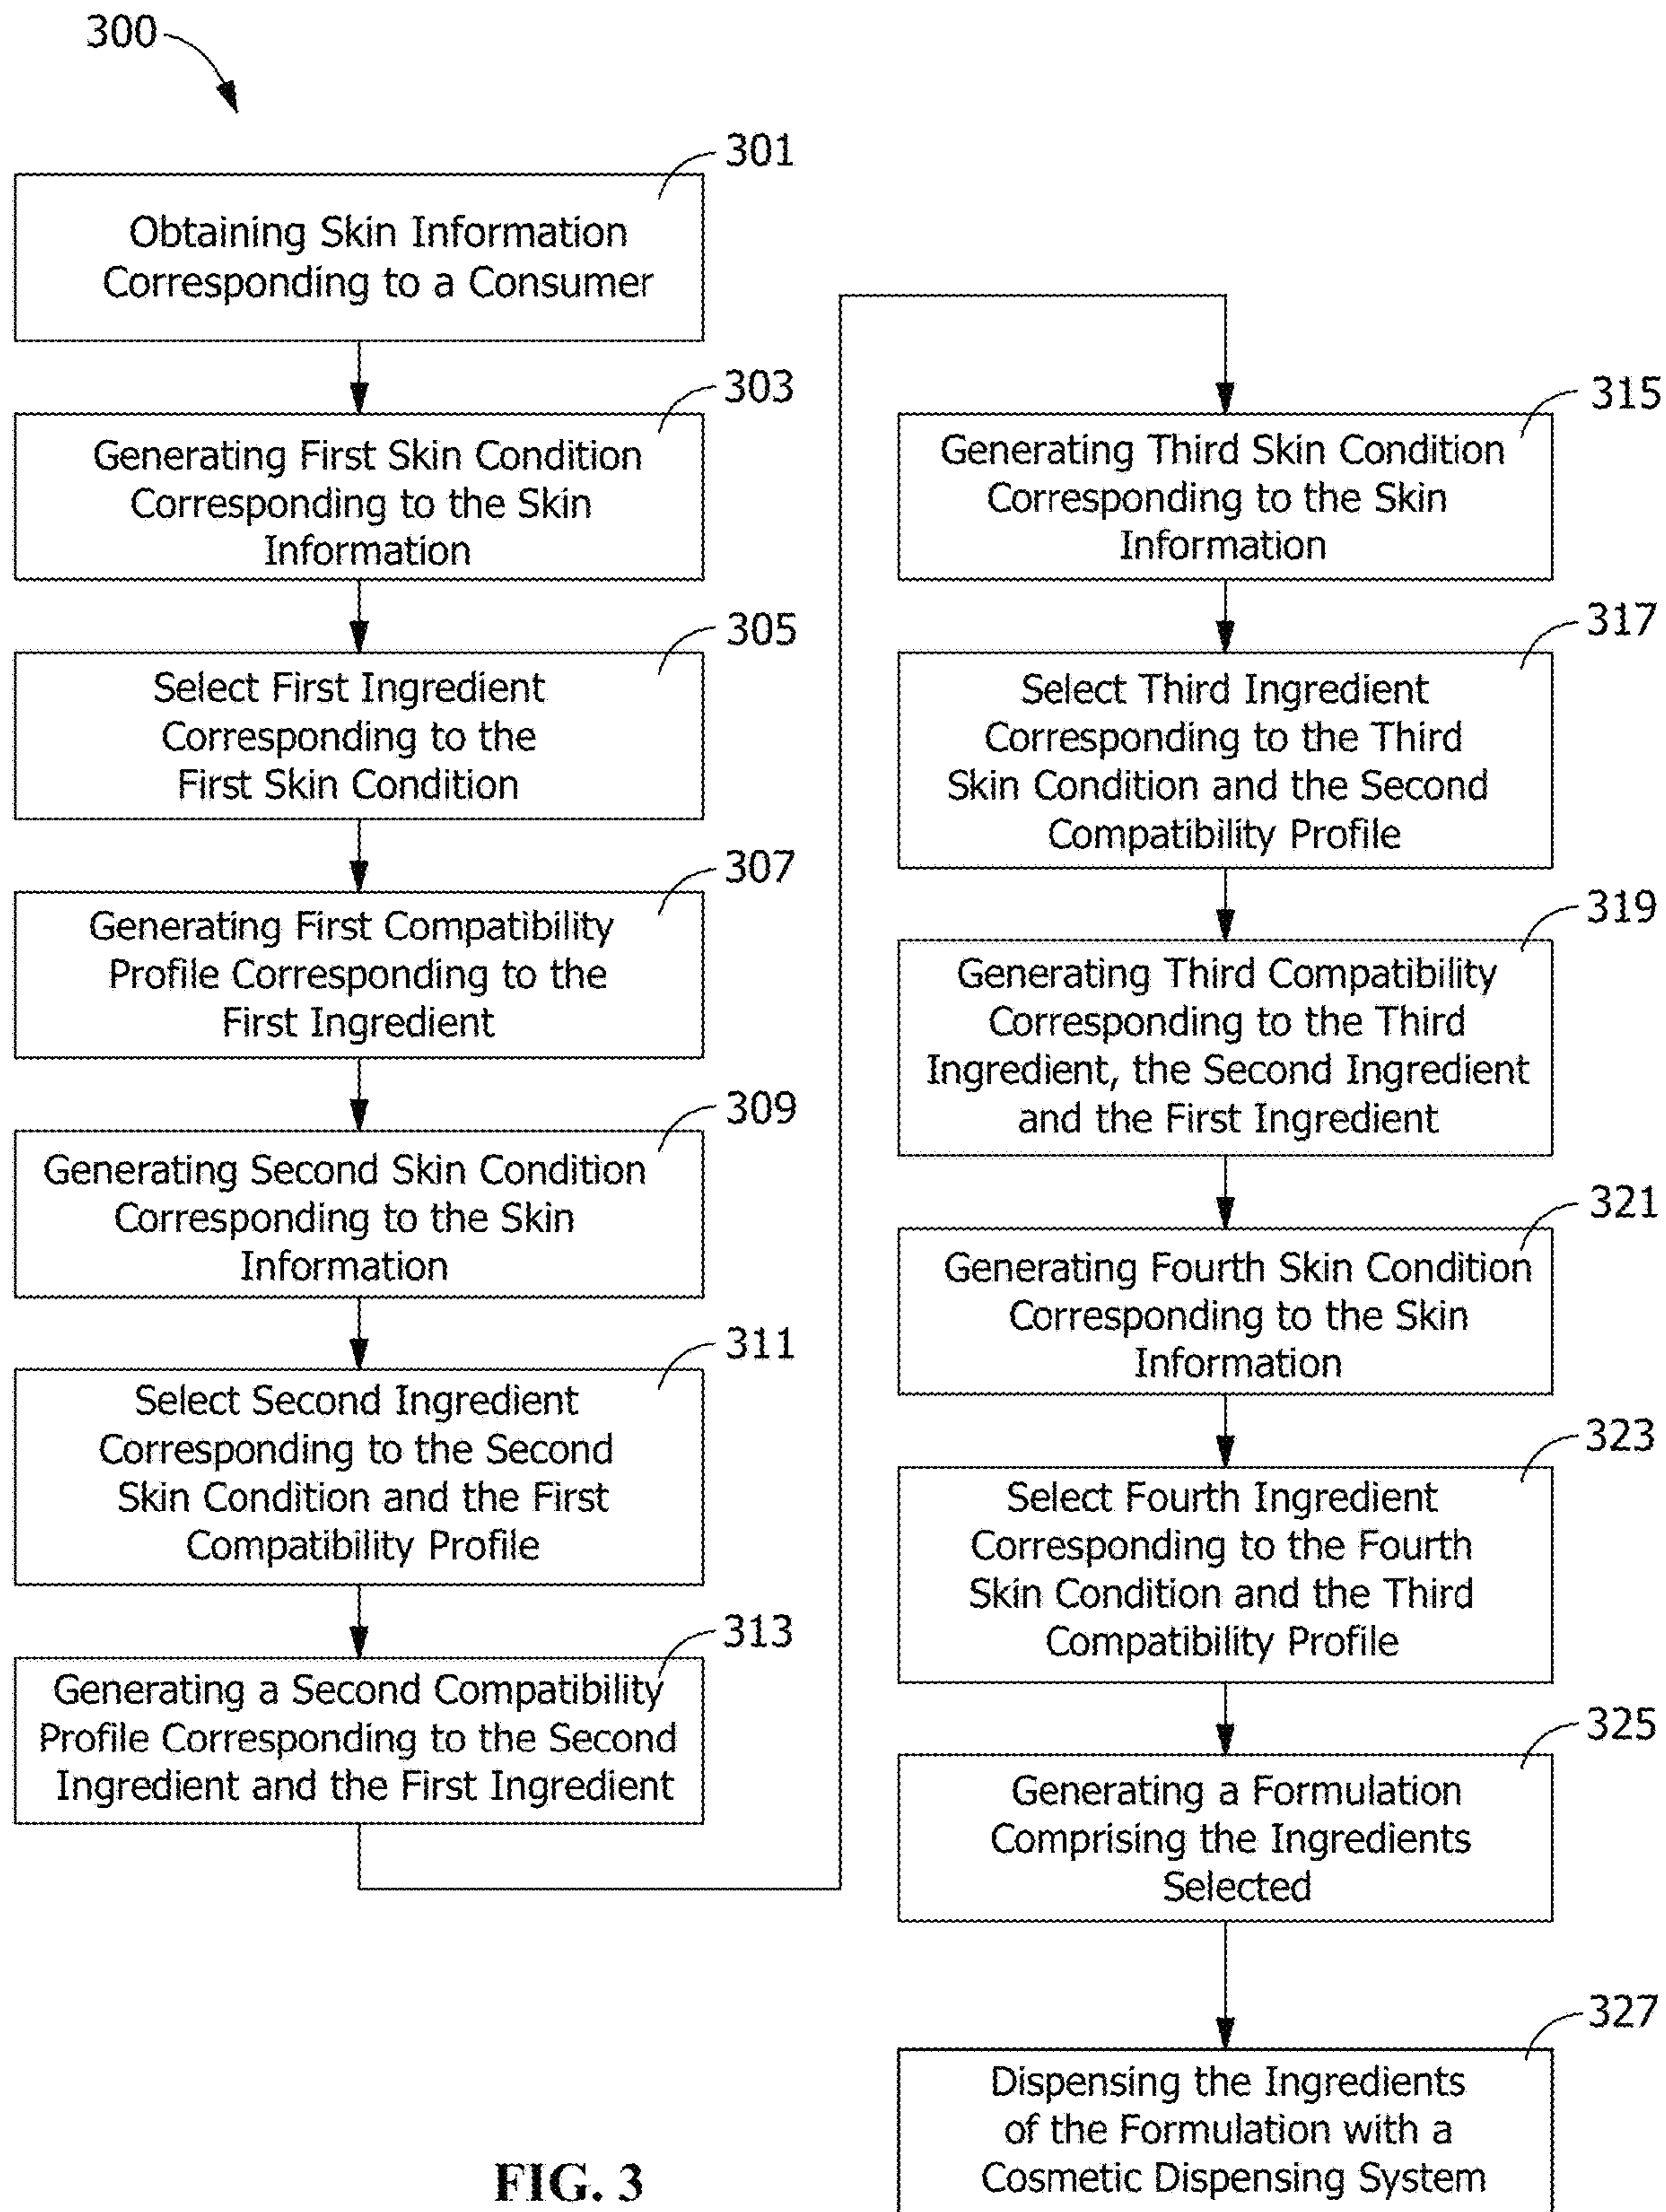 300
301
Obtaining Skin Information
Corresponding to a Consumer
303
Generating First Skin Condition
Corresponding to the Skin
Information
305
Select First Ingredient
Corresponding to the
First Skin Condition
307
Generating First Compatibility
Profile Corresponding to the
First Ingredient
309
Generating Second Skin Condition
Corresponding to the Skin
Information
311
Select Second Ingredient
Corresponding to the Second
Skin Condition and the First
Compatibility Profile
313
Generating a Second Compatibility
Profile Corresponding to the Second
Ingredient and the First Ingredient
315
Generating Third Skin Condition
Corresponding to the Skin
Information
317
Select Third Ingredient
Corresponding to the Third
Skin Condition and the Second
Compatibility Profile
319
Generating Third Compatibility
Corresponding to the Third
Ingredient, the Second Ingredient
and the First Ingredient
321
Generating Fourth Skin Condition
Corresponding to the Skin
Information
323
Select Fourth Ingredient
Corresponding to the Fourth
Skin Condition and the Third
Compatibility Profile
325
Generating a Formulation
Comprising the Ingredients
Selected
327
Dispensing the Ingredients
of the Formulation with a
Cosmetic Dispensing System
FIG. 3